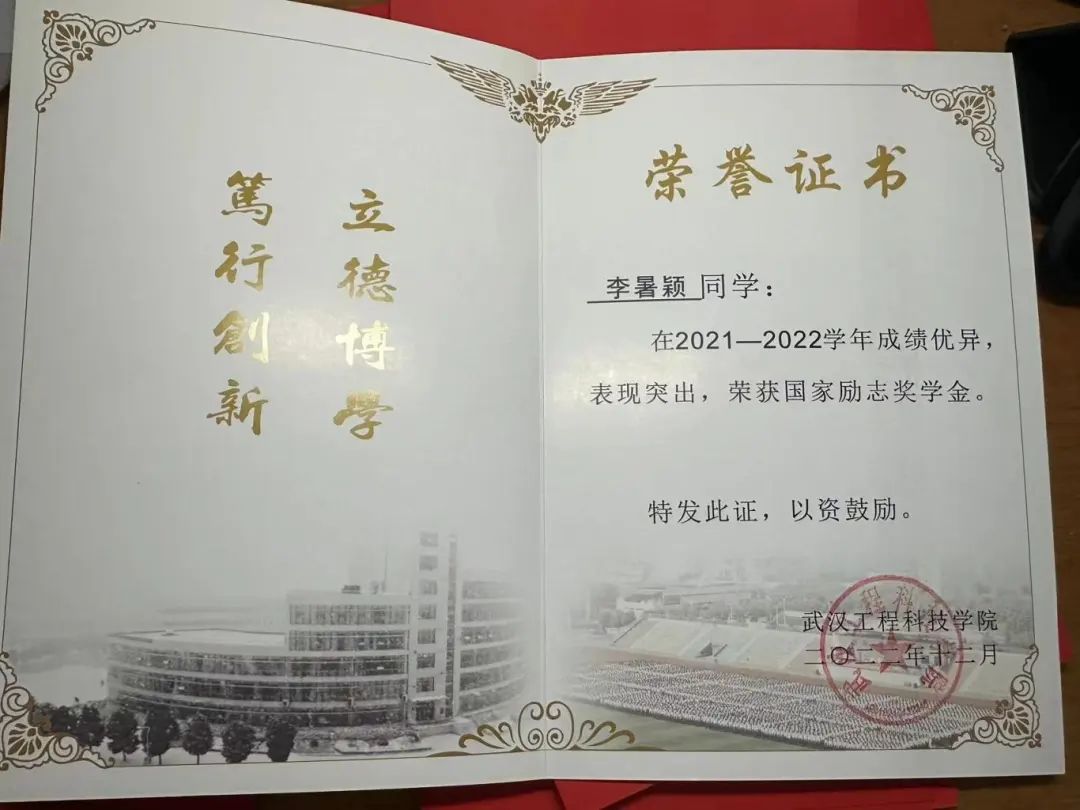 立德博學
篤行創新
荣誉证书
李暑颖同学：
在2021—2022学年成绩优异，
表现突出，荣获国家励志奖学金。
特发此证，以资鼓励。
武汉工程科技学院
二〇二二年十二月